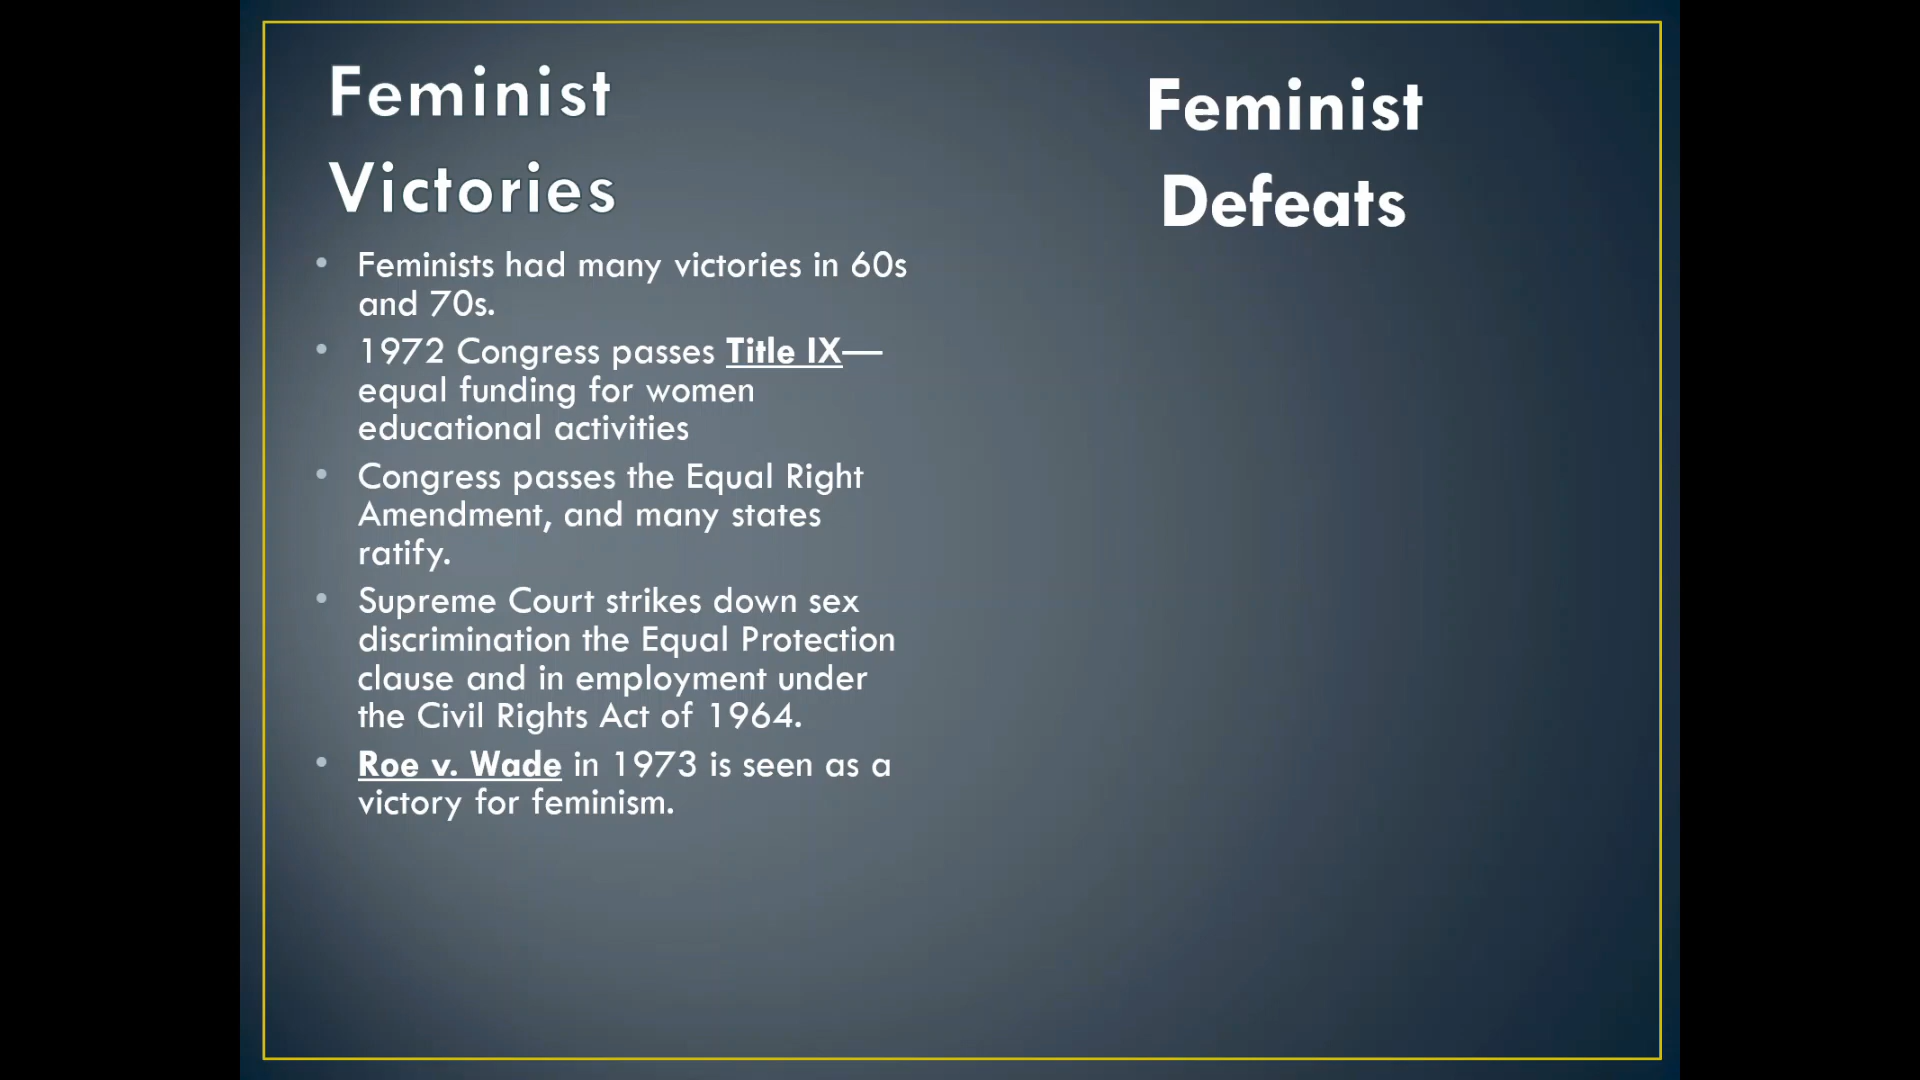 Feminist
Victories
• Feminists had many victories in 60s
and 70s.
• 1972 Congress passes Title IX—
equal funding for women
educational activities
• Congress passes the Equal Right
Amendment, and many states
ratify.
• Supreme Court strikes down sex
discrimination the Equal Protection
clause and in employment under
the Civil Rights Act of 1964.
• Roe v. Wade in 1973 is seen as a
victory for feminism.
Feminist
Defeats